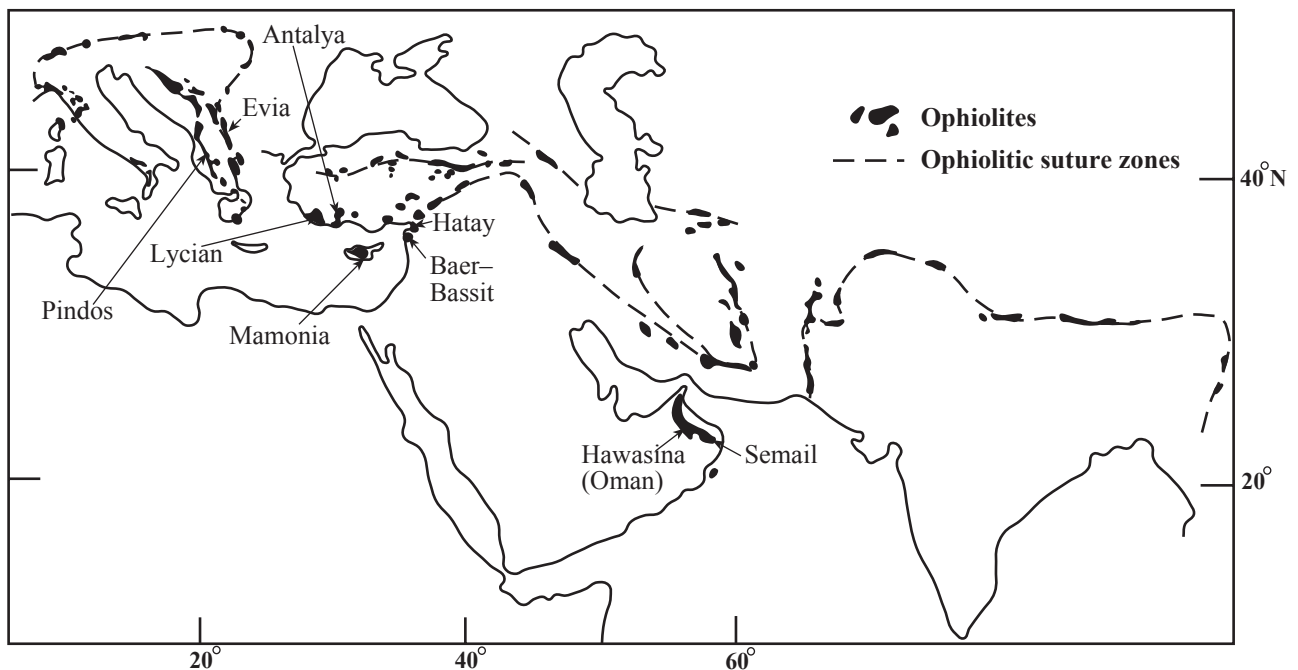 Antalya
Evia
Ophiolites
Ophiolitic suture zones
40°N
Lycian
Hatay
Baer–
Bassit
Pindos
Mamonia
Hawasina
(Oman)
Semail
20°
20°
40°
60°